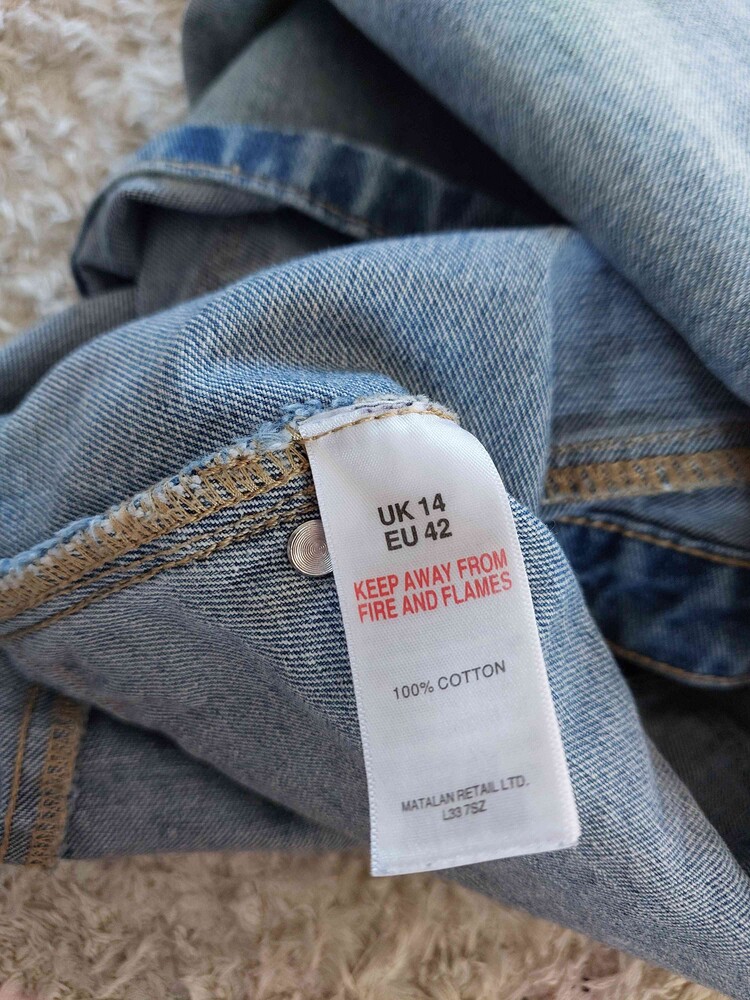 UK 14
EU 42
KEEP AWAY FROM
FIRE AND FLAMES
100% COTTON
MATALAN RETAIL LTD.
L33 7SZ